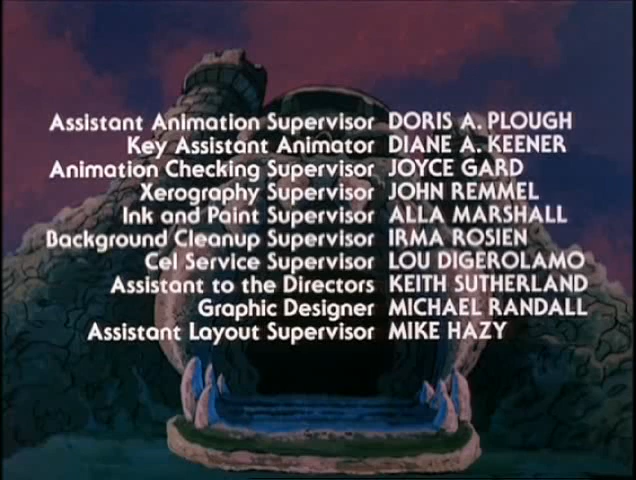 Assistant Animation Supervisor DORIS A. PLOUGH
Key Assistant Animator DIANE A. KEENER
Animation Checking Supervisor JOYCE GARD
Xerography Supervisor JOHN REMMEL
Ink and Paint Supervisor ALLA MARSHALL
Background Cleanup Supervisor IRMA ROSIEN
Cel Service Supervisor LOU DIGEROLAMO
Assistant to the Directors KEITH SUTHERLAND
Graphic Designer MICHAEL RANDALL
Assistant Layout Supervisor MIKE HAZY